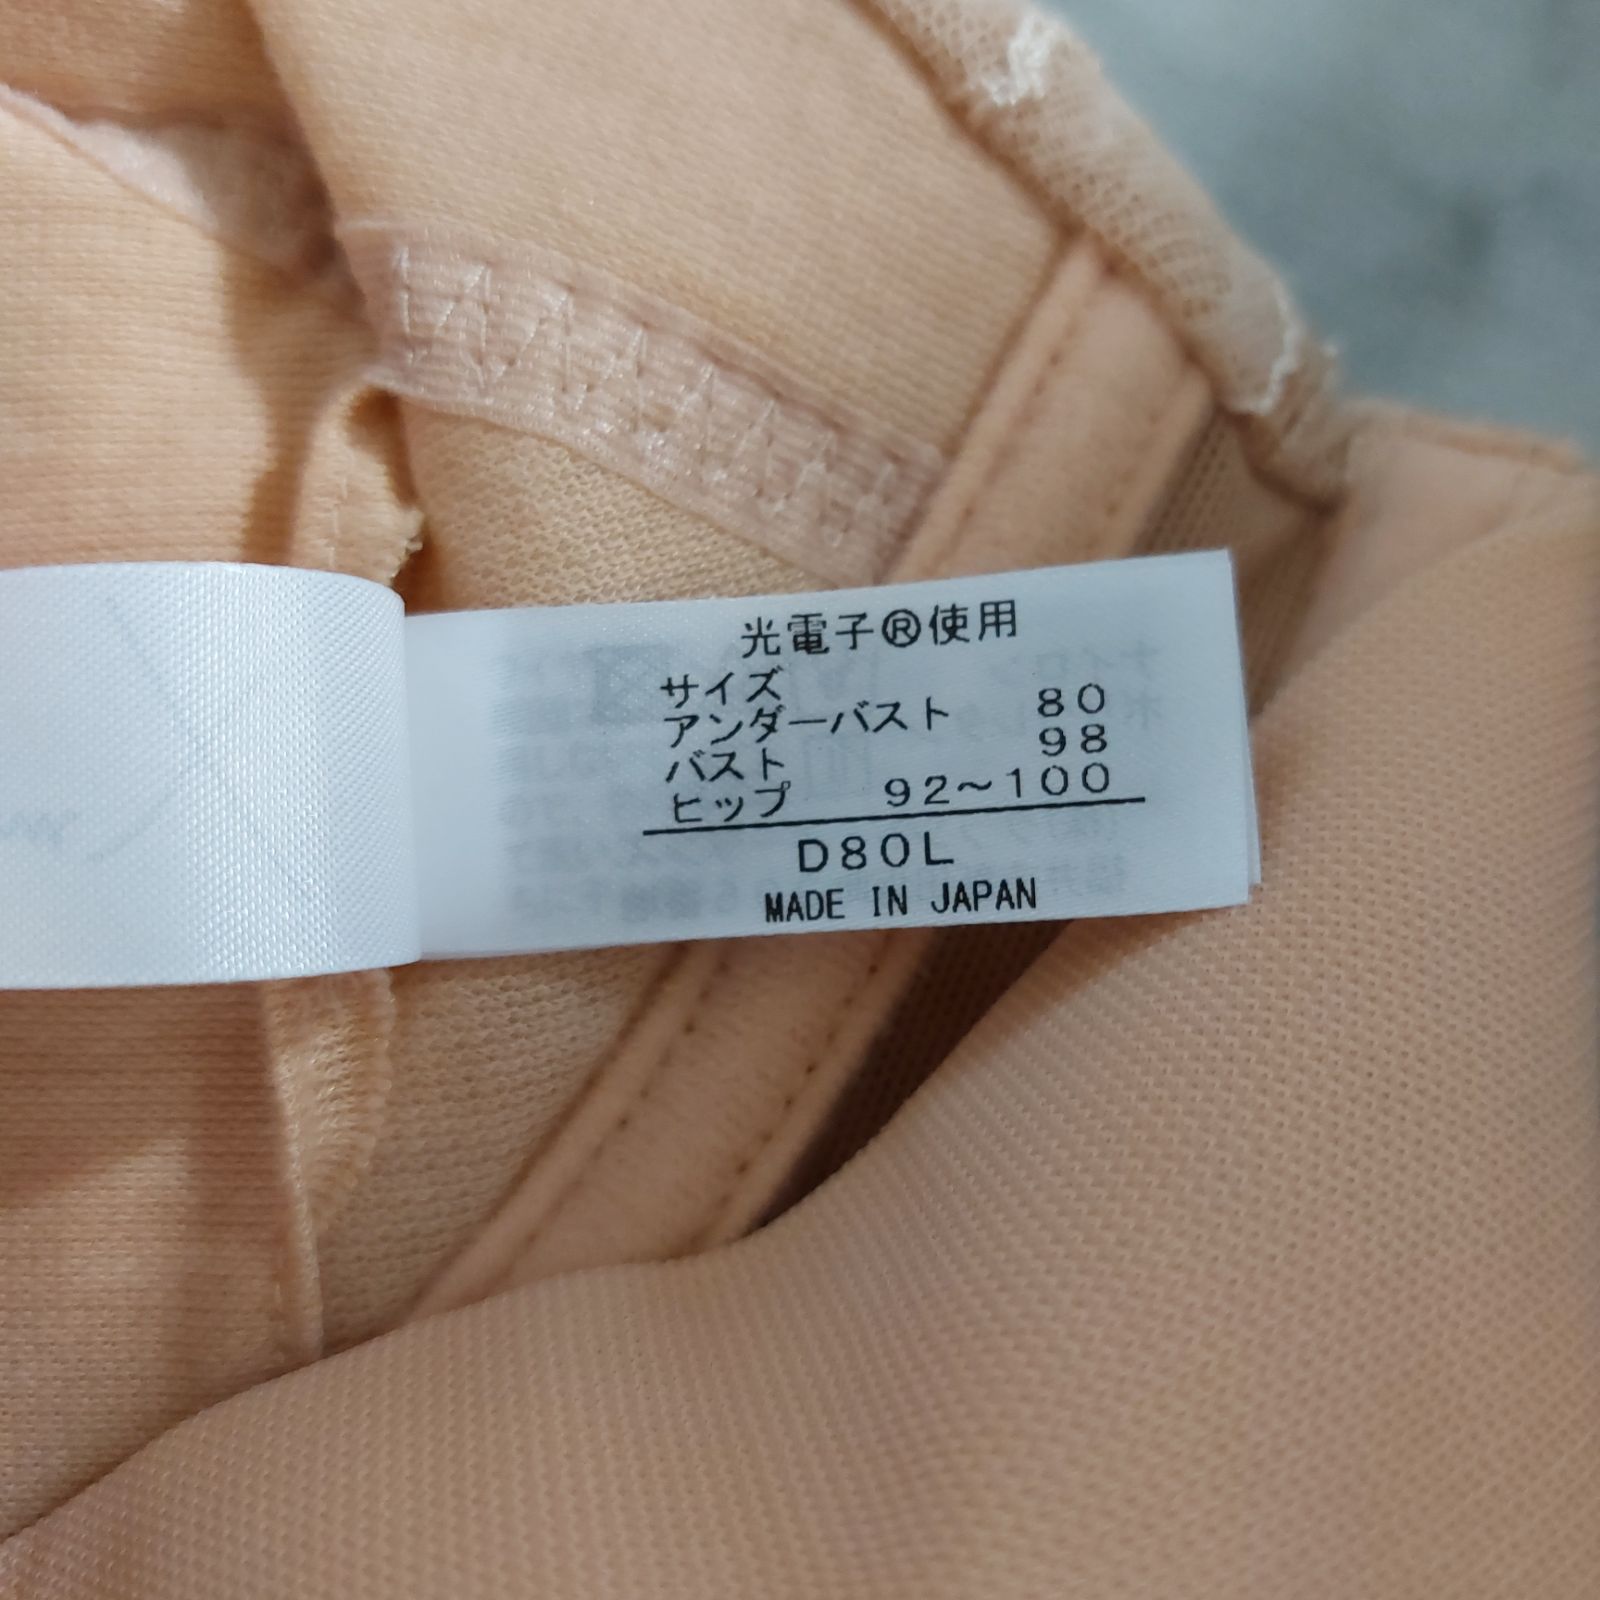 光電子®使用
サイズ
アンダーバスト 80
バスト 98
ヒップ 92~100
D80L
MADE IN JAPAN